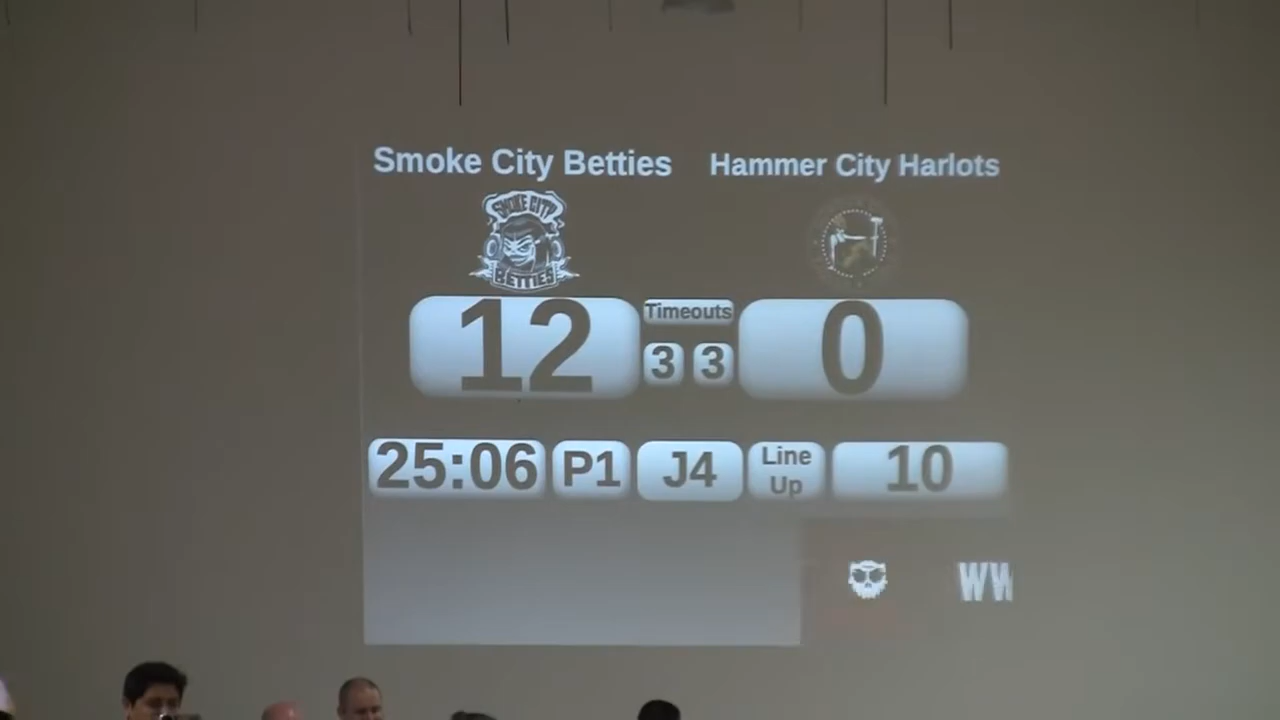 Smoke City Betties
Hammer City Harlots
SMOKE CITY
BETTIES
12
Timeouts
3 3
0
25:06
P1
J4
Line
Up
10
WW